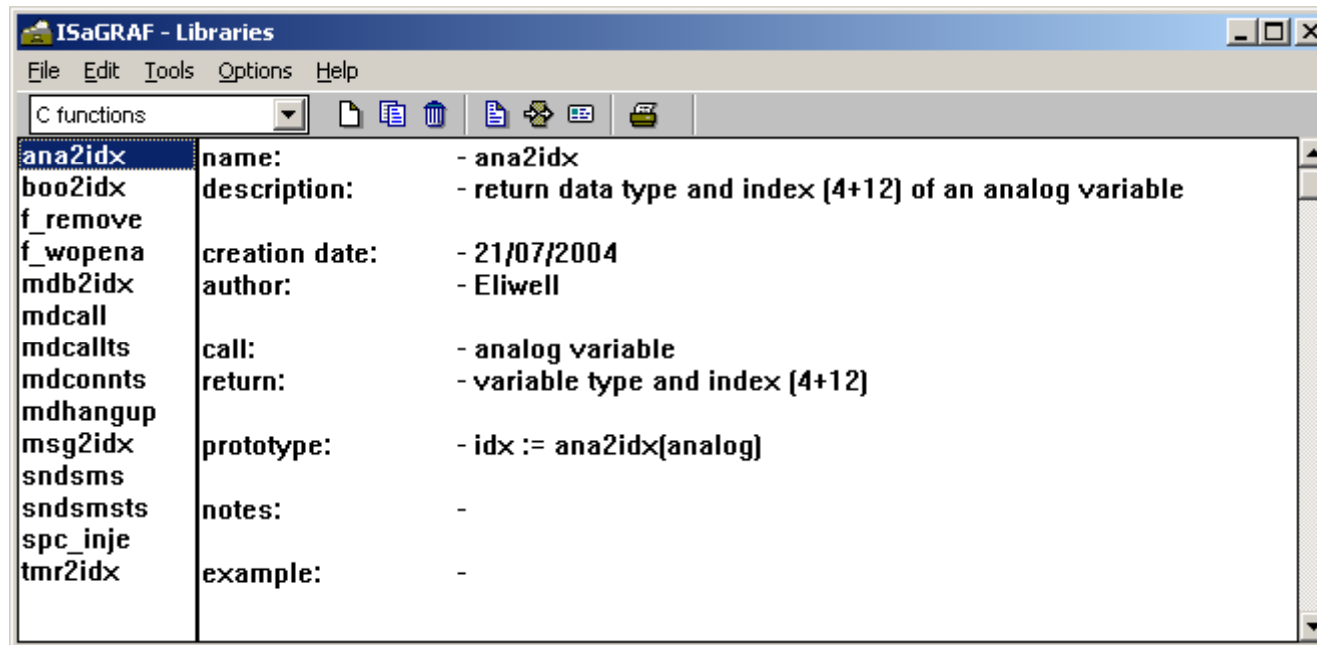 ISaGRAF - Libraries
File Edit Tools Options Help
C functions
ana2idx
boo2idx
f_remove
f_wopena
mdb2idx
mdcall
mdcallts
mdconnts
mdhangup
msg2idx
sndsms
sndsmsts
spc_inje
tmr2idx
name: - ana2idx
description: - return data type and index (4+12) of an analog variable
creation date: - 21/07/2004
author: - Eliwell
call: - analog variable
return: - variable type and index (4+12)
prototype: - idx := ana2idx(analog)
notes: -
example: -